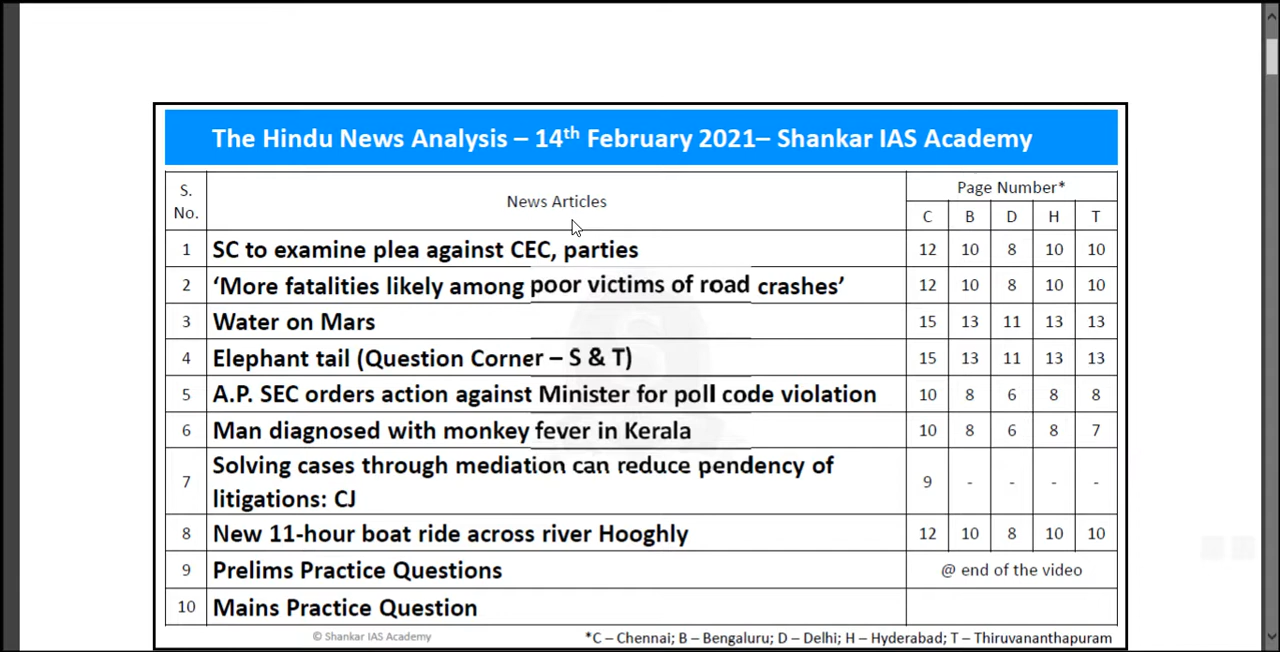 The Hindu News Analysis – 14th February 2021– Shankar IAS Academy
S. No. News Articles Page Number*
C B D H T
1 SC to examine plea against CEC, parties 12 10 8 10 10
2 ‘More fatalities likely among poor victims of road crashes’ 12 10 8 10 10
3 Water on Mars 15 13 11 13 13
4 Elephant tail (Question Corner – S & T) 15 13 11 13 13
5 A.P. SEC orders action against Minister for poll code violation 10 8 6 8 8
6 Man diagnosed with monkey fever in Kerala 10 8 6 8 7
7 Solving cases through mediation can reduce pendency of
litigations: CJ 9 - - - -
8 New 11-hour boat ride across river Hooghly 12 10 8 10 10
9 Prelims Practice Questions @ end of the video
10 Mains Practice Question
© Shankar IAS Academy *C – Chennai; B – Bengaluru; D – Delhi; H – Hyderabad; T – Thiruvananthapuram